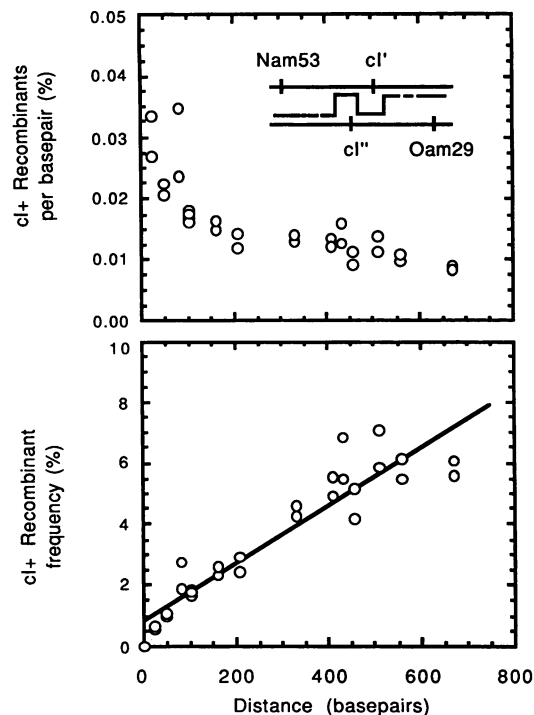 0.05
0.04
0.03
0.02
0.01
0.00
cI+ Recombinants
per basepair (%)
Nam53
cI'
cI''
Oam29
10
8
6
4
2
0
cI+ Recombinant
frequency (%)
0
200
400
600
800
Distance (basepairs)